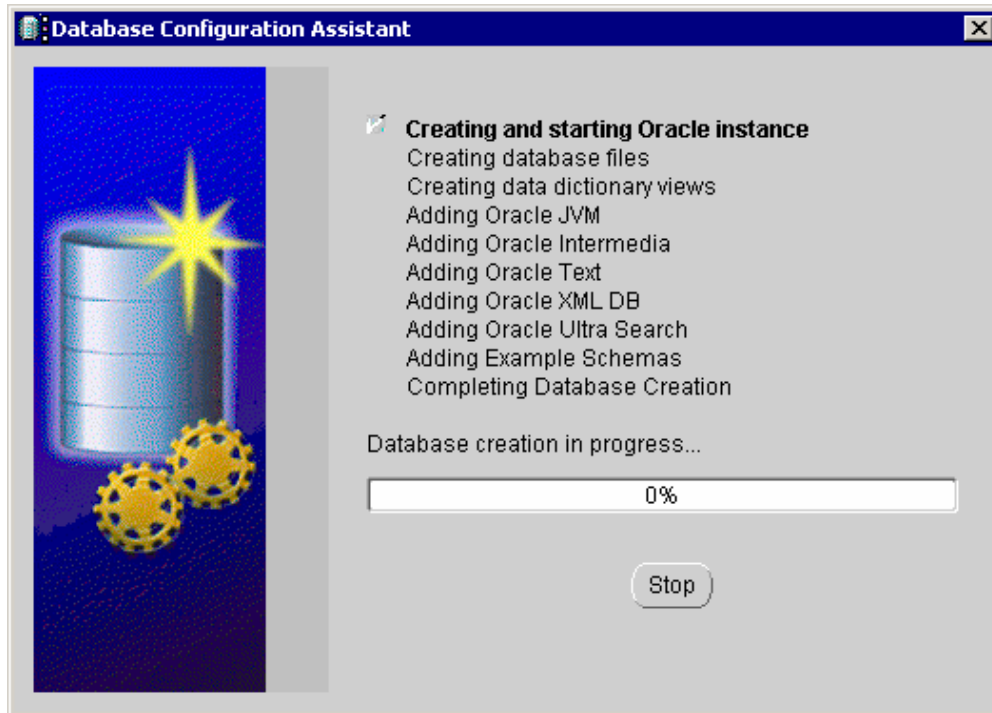 Database Configuration Assistant
Creating and starting Oracle instance
Creating database files
Creating data dictionary views
Adding Oracle JVM
Adding Oracle Intermedia
Adding Oracle Text
Adding Oracle XML DB
Adding Oracle Ultra Search
Adding Example Schemas
Completing Database Creation
Database creation in progress...
0%
Stop